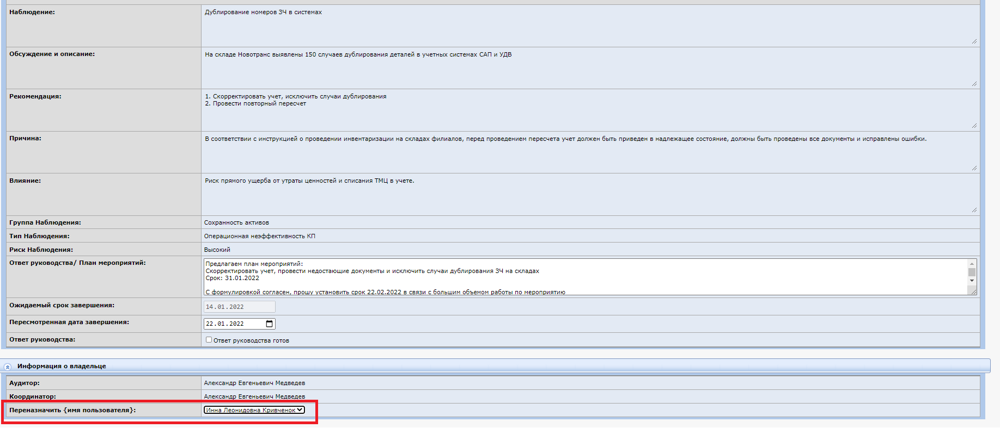 Наблюдение:
Дублирование номеров ЗЧ в системах
Обсуждение и описание:
На складе Новотранс выявлены 150 случаев дублирования деталей в учетных системах САП и УДВ
Рекомендация:
1. Скорректировать учет, исключить случаи дублирования
2. Провести повторный пересчет
Причина:
В соответствии с инструкцией о проведении инвентаризации на складах филиалов, перед проведением пересчета учет должен быть приведен в надлежащее состояние, должны быть проведены все документы и исправлены ошибки.
Влияние:
Риск прямого ущерба от утраты ценностей и списания ТМЦ в учете.
Группа Наблюдения:
Сохранность активов
Тип Наблюдения:
Операционная неэффективность КП
Риск Наблюдения:
Высокий
Ответ руководства/ План мероприятий:
Предлагаем план мероприятий:
Скорректировать учет, провести недостающие документы и исключить случаи дублирования ЗЧ на складах
Срок: 31.01.2022
С формулировкой согласен, прошу установить срок 22.02.2022 в связи с большим объемом работы по мероприятию
Ожидаемый срок завершения:
14.01.2022
Пересмотренная дата завершения:
22.01.2022
Ответ руководства:
Ответ руководства готов
Информация о владельце
Аудитор:
Александр Евгеньевич Медведев
Координатор:
Александр Евгеньевич Медведев
Переназначить {имя пользователя}:
Инна Леонидовна Кривченок